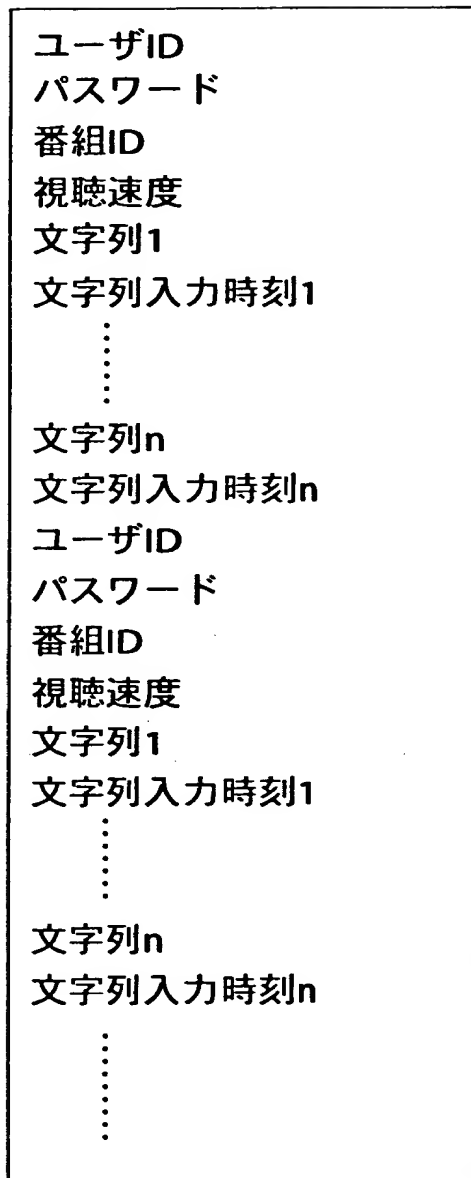 ユーザID
パスワード
番組ID
視聴速度
文字列1
文字列入力時刻1
⋮
文字列n
文字列入力時刻n
ユーザID
パスワード
番組ID
視聴速度
文字列1
文字列入力時刻1
⋮
文字列n
文字列入力時刻n
⋮